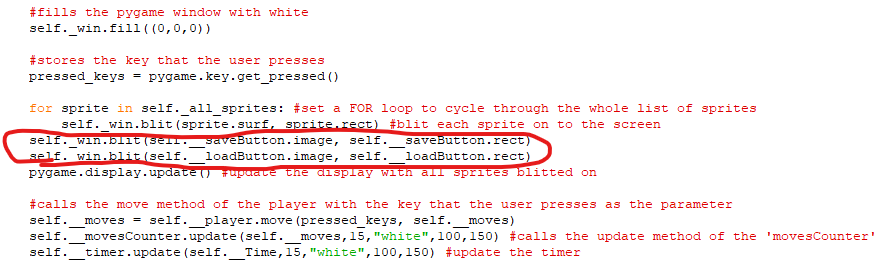 #fills the pygame window with white
self._win.fill((0,0,0))
#stores the key that the user presses
pressed_keys = pygame.key.get_pressed()
for sprite in self._all_sprites: #set a FOR loop to cycle through the whole list of sprites
self._win.blit(sprite.surf, sprite.rect) #blit each sprite on to the screen
self._win.blit(self.__saveButton.image, self.__saveButton.rect)
self._win.blit(self.__loadButton.image, self.__loadButton.rect)
pygame.display.update() #update the display with all sprites blitted on
#calls the move method of the player with the key that the user presses as the parameter
self.__moves = self.__player.move(pressed_keys, self.__moves)
self.__movesCounter.update(self.__moves,15,"white",100,150) #calls the update method of the 'movesCounter'
self.__timer.update(self.__Time,15,"white",100,150) #update the timer